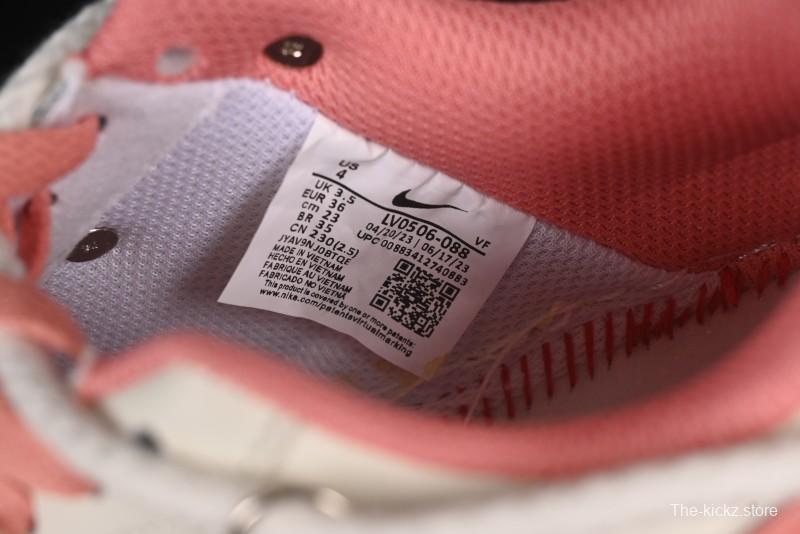 US
4
UK 3.5
EUR 36
cm 23
BR 35
CN 230(2.5)
LV0506-088 VF
04/20/23 | 06/17/23
UPC 00883412740883
JYAV9NJ0BTQE
MADE IN VIETNAM
HECHO EN VIETNAM
FABRIQUE AU VIETNAM
FABRICADO NO VIETNÃ
This product is covered by one or more patents:
www.nike.com/patentsvirtualmarking
The-kickz.store